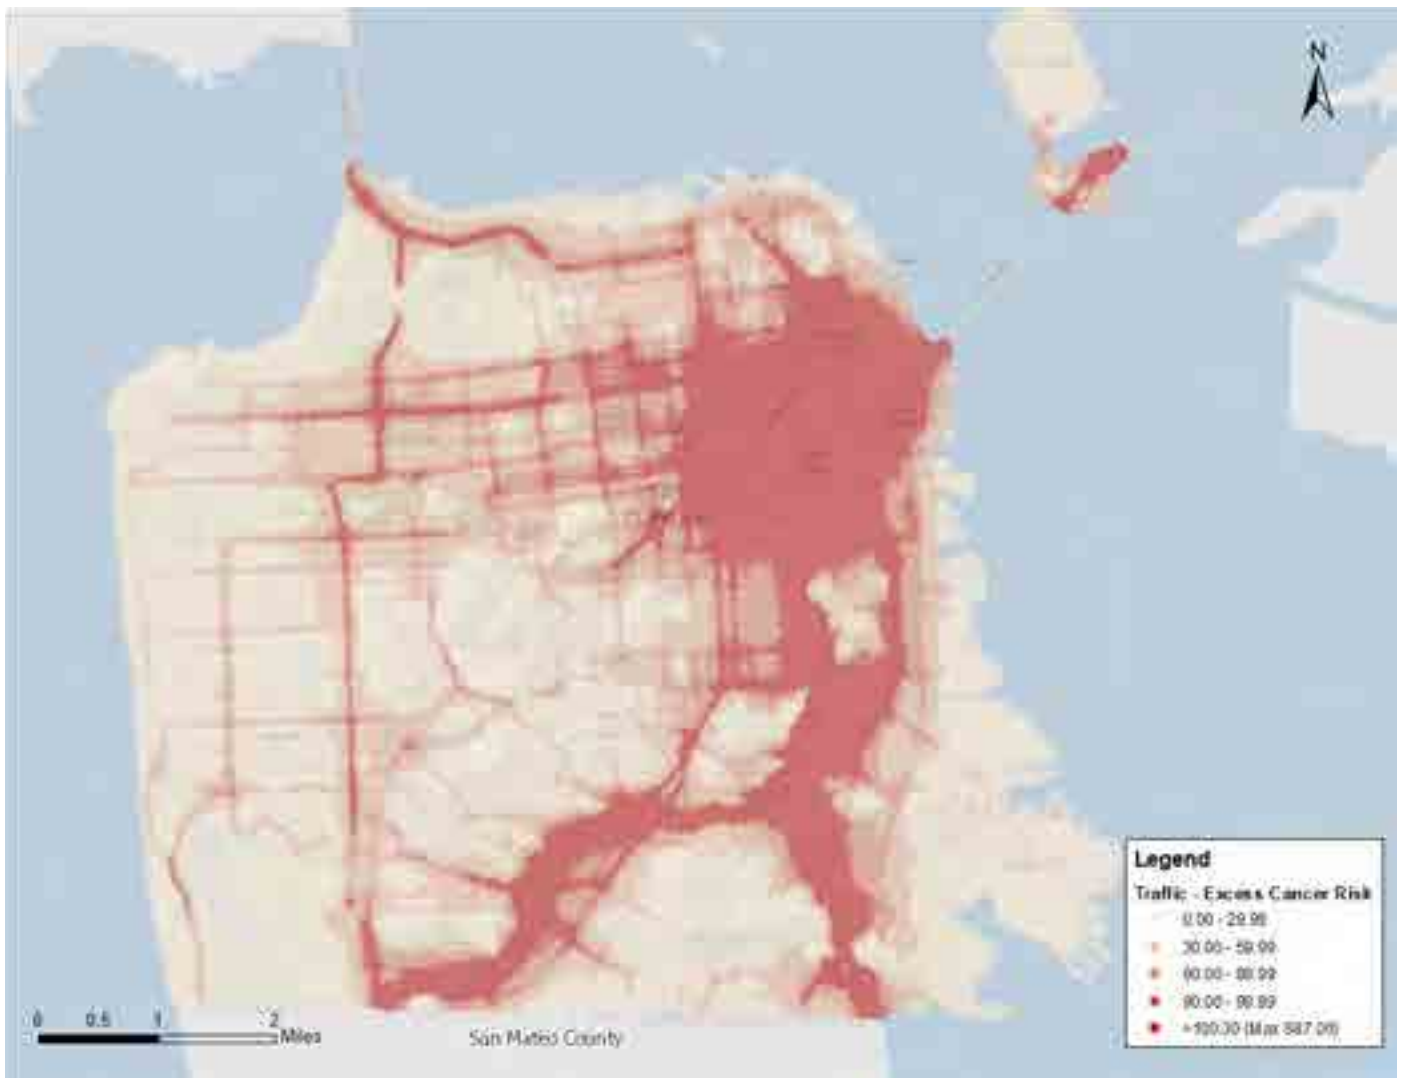 N
Legend
Traffic - Excess Cancer Risk
0.00 - 29.99
30.00 - 59.99
60.00 - 89.99
90.00 - 99.99
0 0.5 1 2
Miles
San Mateo County